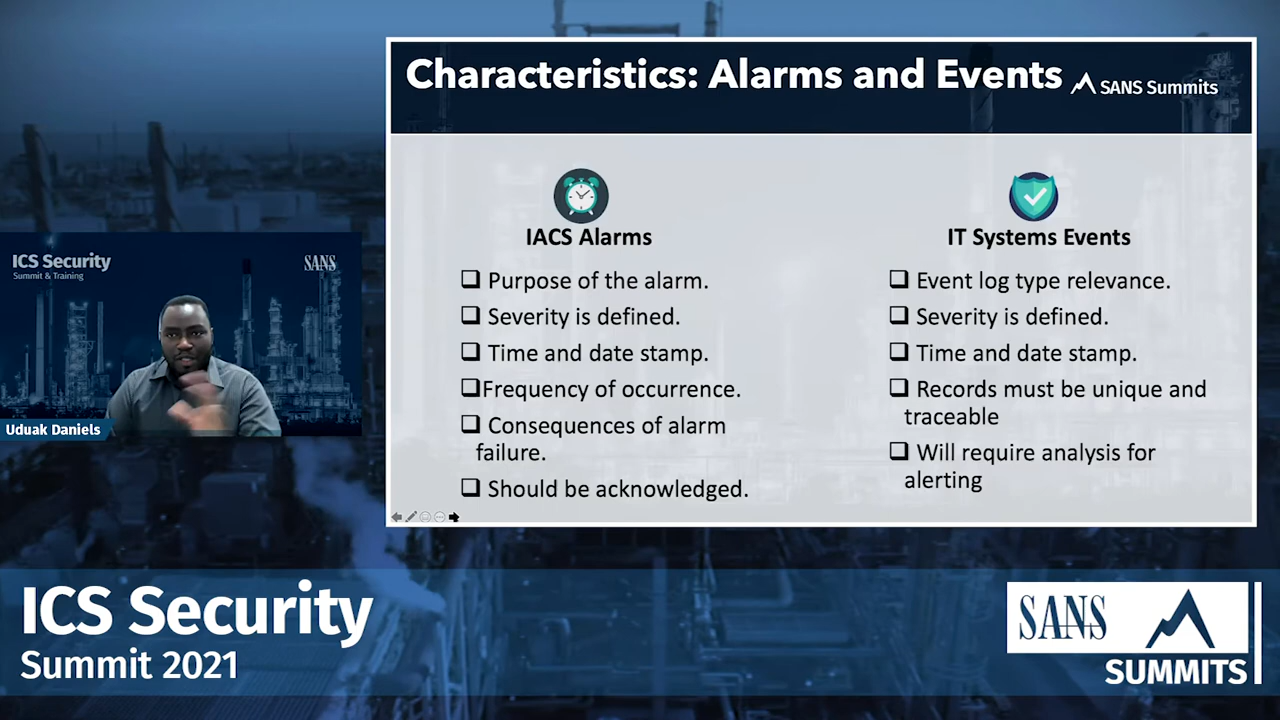 Characteristics: Alarms and Events
SANS Summits
IACS Alarms
Purpose of the alarm.
Severity is defined.
Time and date stamp.
Frequency of occurrence.
Consequences of alarm
failure.
Should be acknowledged.
IT Systems Events
Event log type relevance.
Severity is defined.
Time and date stamp.
Records must be unique and
traceable
Will require analysis for
alerting
ICS Security
Summit & Training
SANS
Uduak Daniels
ICS Security
Summit 2021
SANS
SUMMITS